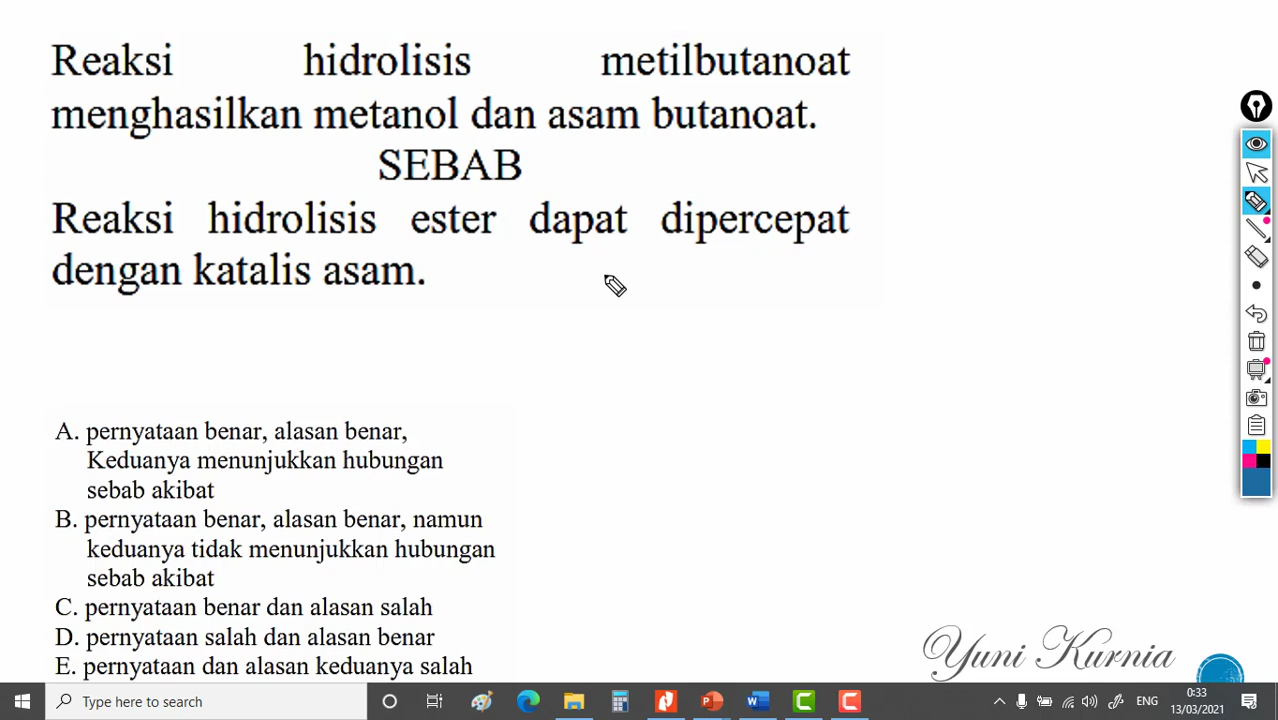 Reaksi hidrolisis metilbutanoat
menghasilkan metanol dan asam butanoat.
SEBAB
Reaksi hidrolisis ester dapat dipercepat
dengan katalis asam.
A. pernyataan benar, alasan benar,
Keduanya menunjukkan hubungan
sebab akibat
B. pernyataan benar, alasan benar, namun
keduanya tidak menunjukkan hubungan
sebab akibat
C. pernyataan benar dan alasan salah
D. pernyataan salah dan alasan benar
E. pernyataan dan alasan keduanya salah
Yuni Kurnia
Type here to search
ENG
0:33
13/03/2021